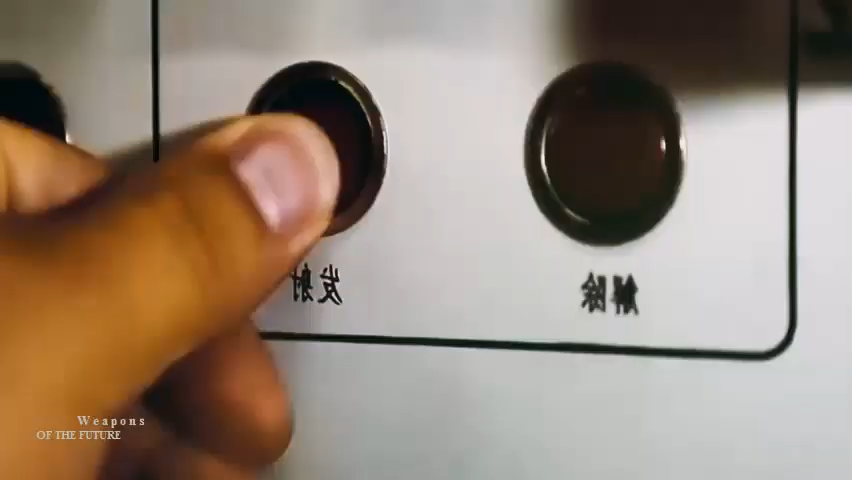 发射
解除
Weapons
OF THE FUTURE